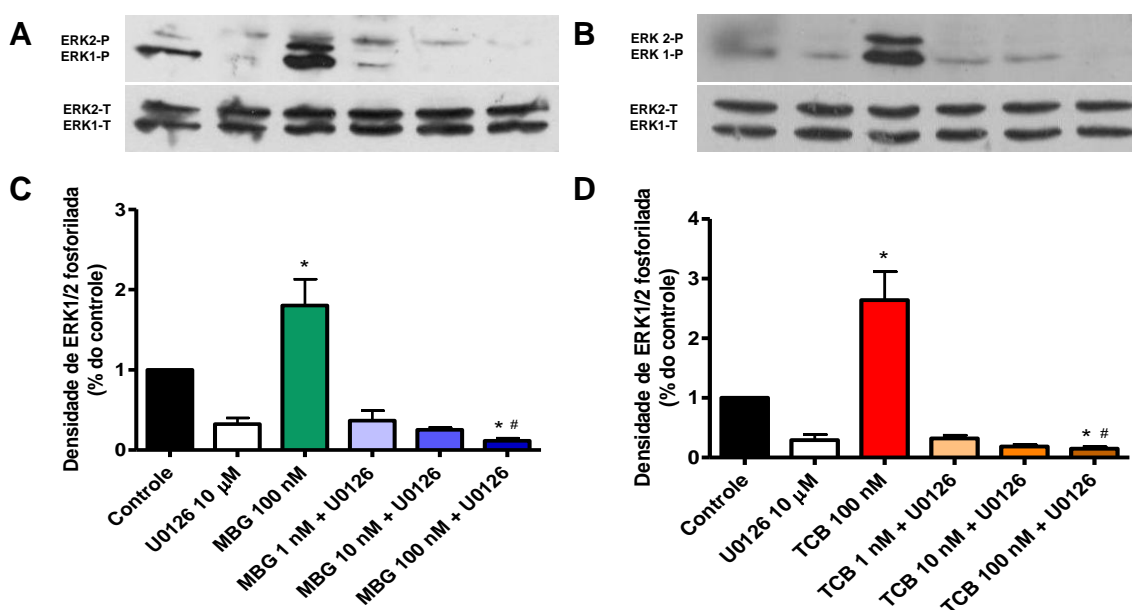 A
ERK2-P
ERK1-P
ERK2-T
ERK1-T
B
ERK 2-P
ERK 1-P
ERK2-T
ERK1-T
C
Densidade de ERK1/2 fosforilada
(% do controle)
3
2
1
0
*
* #
Controle
U0126 10 μM
MBG 100 nM
MBG 1 nM + U0126
MBG 10 nM + U0126
MBG 100 nM + U0126
D
Densidade de ERK1/2 fosforilada
(% do controle)
4
3
2
1
0
*
* #
Controle
U0126 10 μM
TCB 100 nM
TCB 1 nM + U0126
TCB 10 nM + U0126
TCB 100 nM + U0126